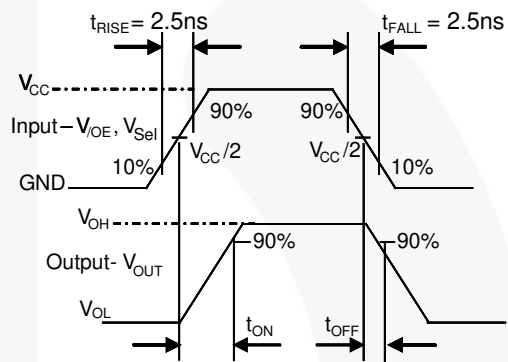 tRISE = 2.5ns
tFALL = 2.5ns
VCC
90%
90%
Input– V/OE, VSel
VCC/2
VCC/2
10%
10%
GND
VOH
90%
90%
Output- VOUT
VOL
tON
tOFF